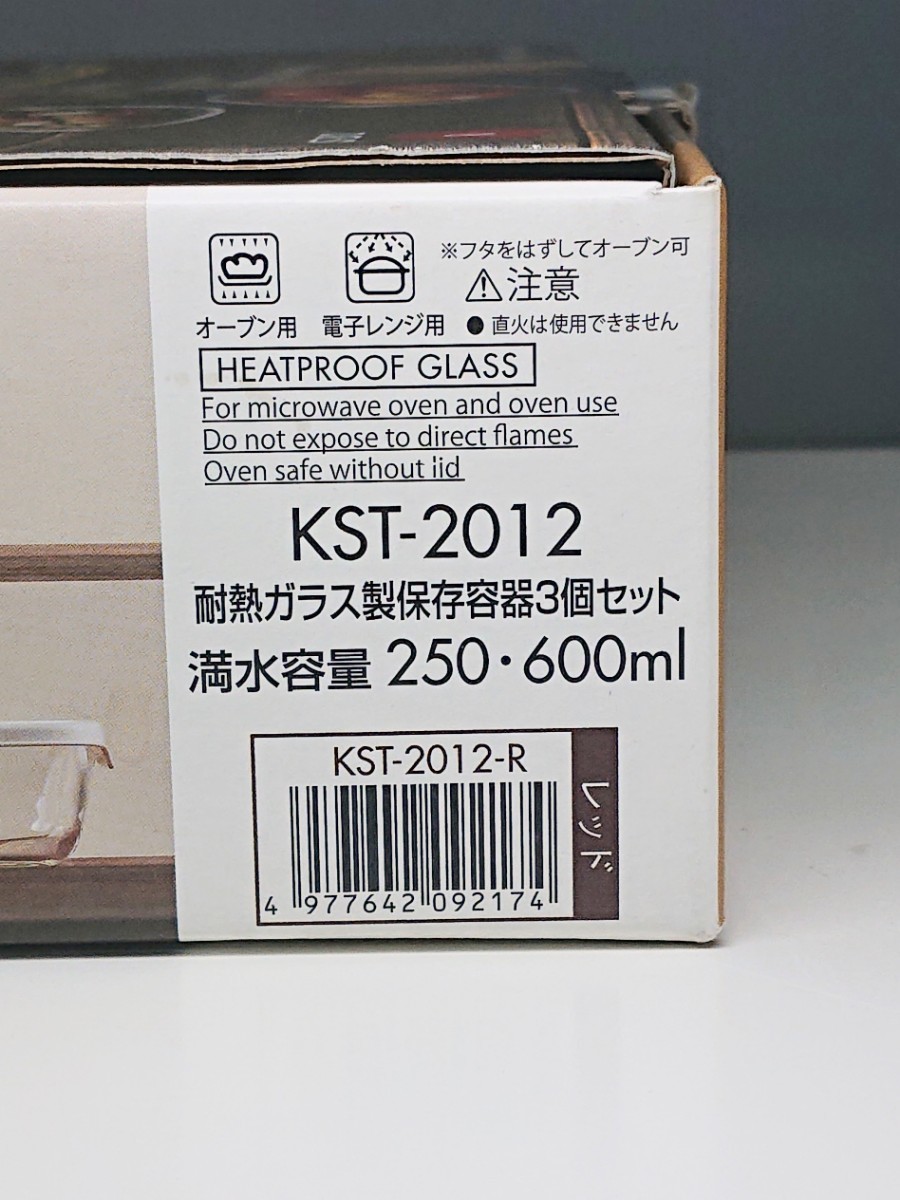 ※フタをはずしてオーブン可
⚠注意
オーブン用 電子レンジ用 ● 直火は使用できません
HEATPROOF GLASS
For microwave oven and oven use
Do not expose to direct flames
Oven safe without lid
KST-2012
耐熱ガラス製保存容器3個セット
満水容量 250・600ml
KST-2012-R
レッド
4 977642 092174